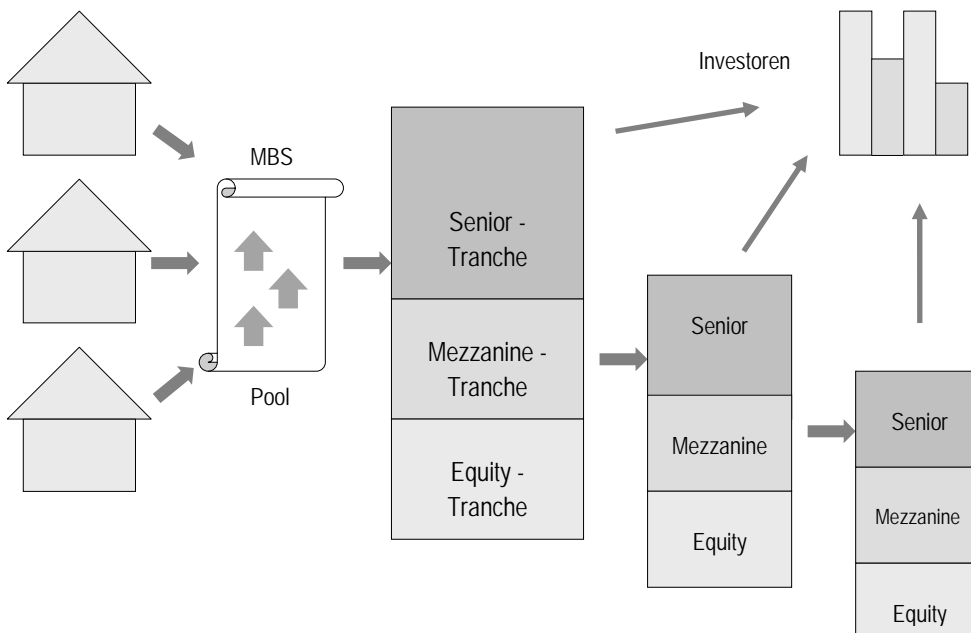 Investoren
MBS
Pool
Senior -
Tranche
Mezzanine -
Tranche
Equity -
Tranche
Senior
Mezzanine
Equity
Senior
Mezzanine
Equity